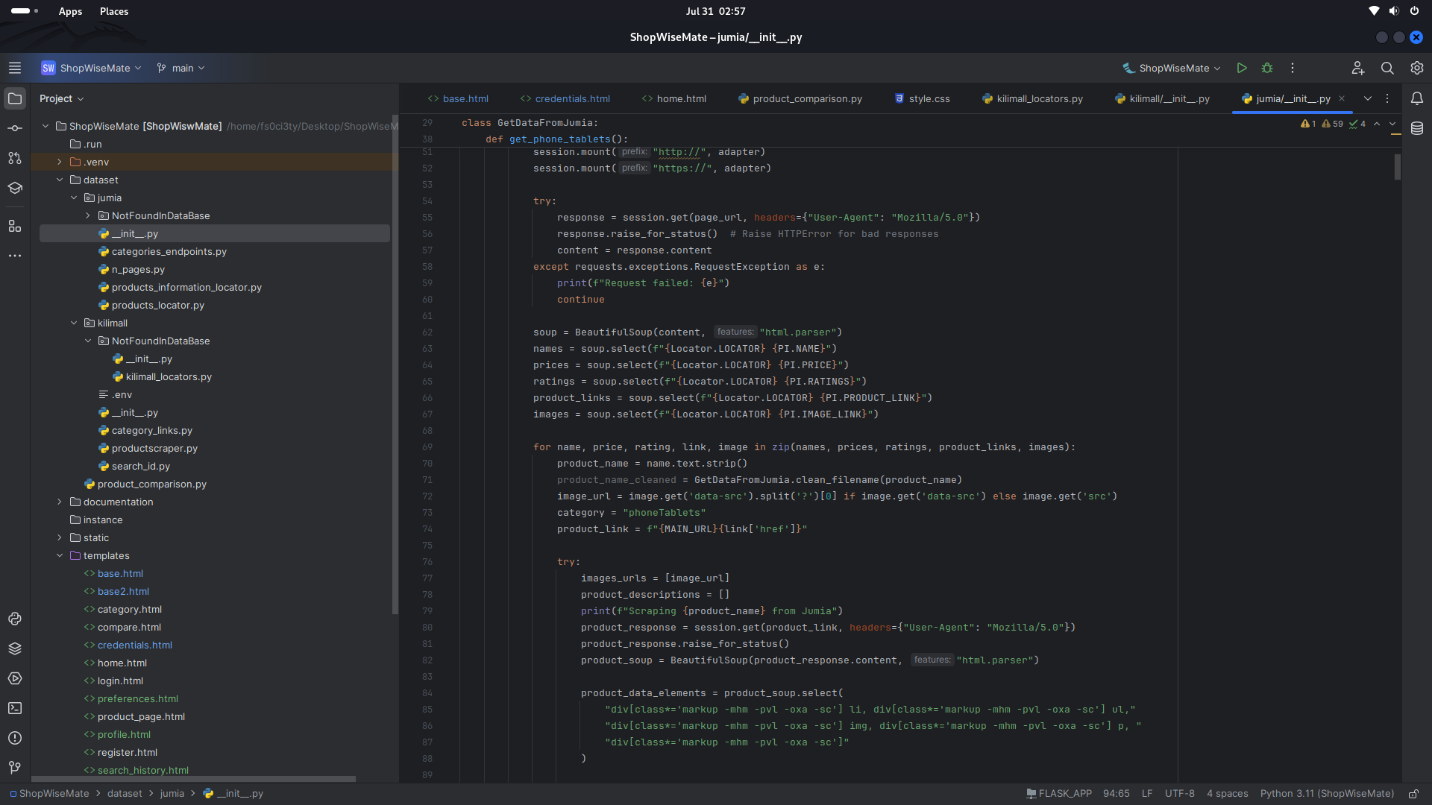 Apps Places Jul 31 02:57
ShopWiseMate – jumia/__init__.py
SW ShopWiseMate main ShopWiseMate
Project
base.html credentials.html home.html product_comparison.py style.css kilimall_locators.py kilimall/__init__.py jumia/__init__.py
ShopWiseMate [ShopWiswMate] /home/fs0ci3ty/Desktop/ShopWiseM
.run
.venv
dataset
jumia
NotFoundInDataBase
__init__.py
categories_endpoints.py
n_pages.py
products_information_locator.py
products_locator.py
kilimall
NotFoundInDataBase
__init__.py
kilimall_locators.py
.env
__init__.py
category_links.py
productscraper.py
search_id.py
product_comparison.py
documentation
instance
static
templates
base.html
base2.html
category.html
compare.html
credentials.html
home.html
login.html
preferences.html
product_page.html
profile.html
register.html
search_history.html
29 class GetDataFromJumia:
38 def get_phone_tablets():
1 59 4
51 session.mount( prefix: "http://", adapter)
52 session.mount( prefix: "https://", adapter)
53
54 try:
55 response = session.get(page_url, headers={"User-Agent": "Mozilla/5.0"})
56 response.raise_for_status() # Raise HTTPError for bad responses
57 content = response.content
58 except requests.exceptions.RequestException as e:
59 print(f"Request failed: {e}")
60 continue
61
62 soup = BeautifulSoup(content, features: "html.parser")
63 names = soup.select(f"{Locator.LOCATOR} {PI.NAME}")
64 prices = soup.select(f"{Locator.LOCATOR} {PI.PRICE}")
65 ratings = soup.select(f"{Locator.LOCATOR} {PI.RATINGS}")
66 product_links = soup.select(f"{Locator.LOCATOR} {PI.PRODUCT_LINK}")
67 images = soup.select(f"{Locator.LOCATOR} {PI.IMAGE_LINK}")
68
69 for name, price, rating, link, image in zip(names, prices, ratings, product_links, images):
70 product_name = name.text.strip()
71 product_name_cleaned = GetDataFromJumia.clean_filename(product_name)
72 image_url = image.get('data-src').split('?')[0] if image.get('data-src') else image.get('src')
73 category = "phoneTablets"
74 product_link = f"{MAIN_URL}{link['href']}"
75
76 try:
77 images_urls = [image_url]
78 product_descriptions = []
79 print(f"Scraping {product_name} from Jumia")
80 product_response = session.get(product_link, headers={"User-Agent": "Mozilla/5.0"})
81 product_response.raise_for_status()
82 product_soup = BeautifulSoup(product_response.content, features: "html.parser")
83
84 product_data_elements = product_soup.select(
85 "div[class*='markup -mhm -pvl -oxa -sc'] li, div[class*='markup -mhm -pvl -oxa -sc'] ul,"
86 "div[class*='markup -mhm -pvl -oxa -sc'] img, div[class*='markup -mhm -pvl -oxa -sc'] p, "
87 "div[class*='markup -mhm -pvl -oxa -sc']"
88 )
89
ShopWiseMate > dataset > jumia > __init__.py FLASK_APP 94:65 LF UTF-8 4 spaces Python 3.11 (ShopWiseMate)